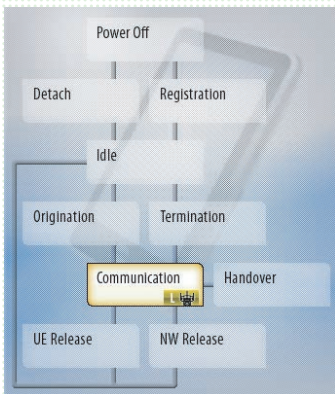 Power Off
Detach
Registration
Idle
Origination
Termination
Communication
Handover
L
UE Release
NW Release